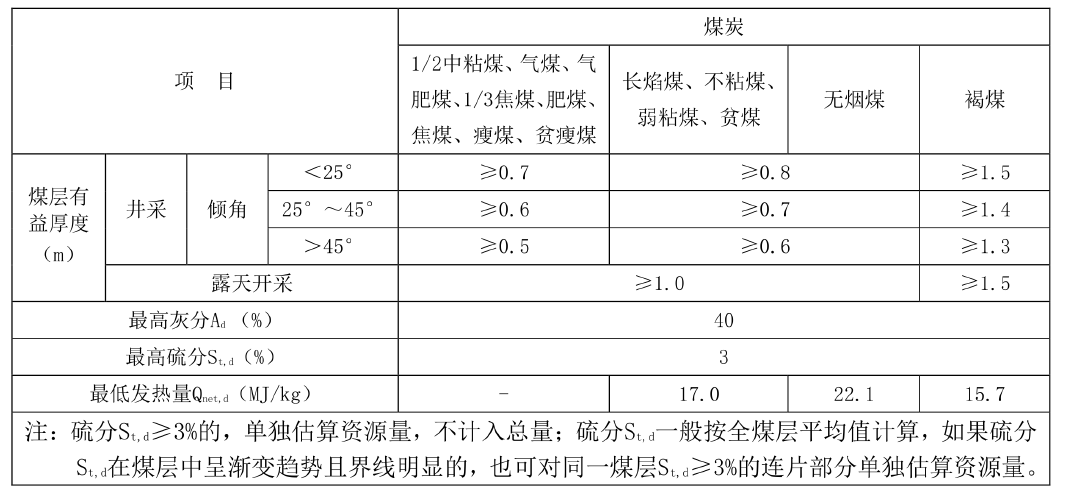 项 目
煤炭
1/2中粘煤、气煤、气
肥煤、1/3焦煤、肥煤、
焦煤、瘦煤、贫瘦煤
长焰煤、不粘煤、
弱粘煤、贫煤
无烟煤
褐煤
煤层有
益厚度
（m）
井采
倾角
＜25° ≥0.7 ≥0.8 ≥1.5
25°～45° ≥0.6 ≥0.7 ≥1.4
＞45° ≥0.5 ≥0.6 ≥1.3
露天开采 ≥1.0 ≥1.5
最高灰分Ad（%） 40
最高硫分St,d（%） 3
最低发热量Qnet,d（MJ/kg） - 17.0 22.1 15.7
注：硫分St,d≥3%的，单独估算资源量，不计入总量；硫分St,d一般按全煤层平均值计算，如果硫分
St,d在煤层中呈渐变趋势且界线明显的，也可对同一煤层St,d≥3%的连片部分单独估算资源量。